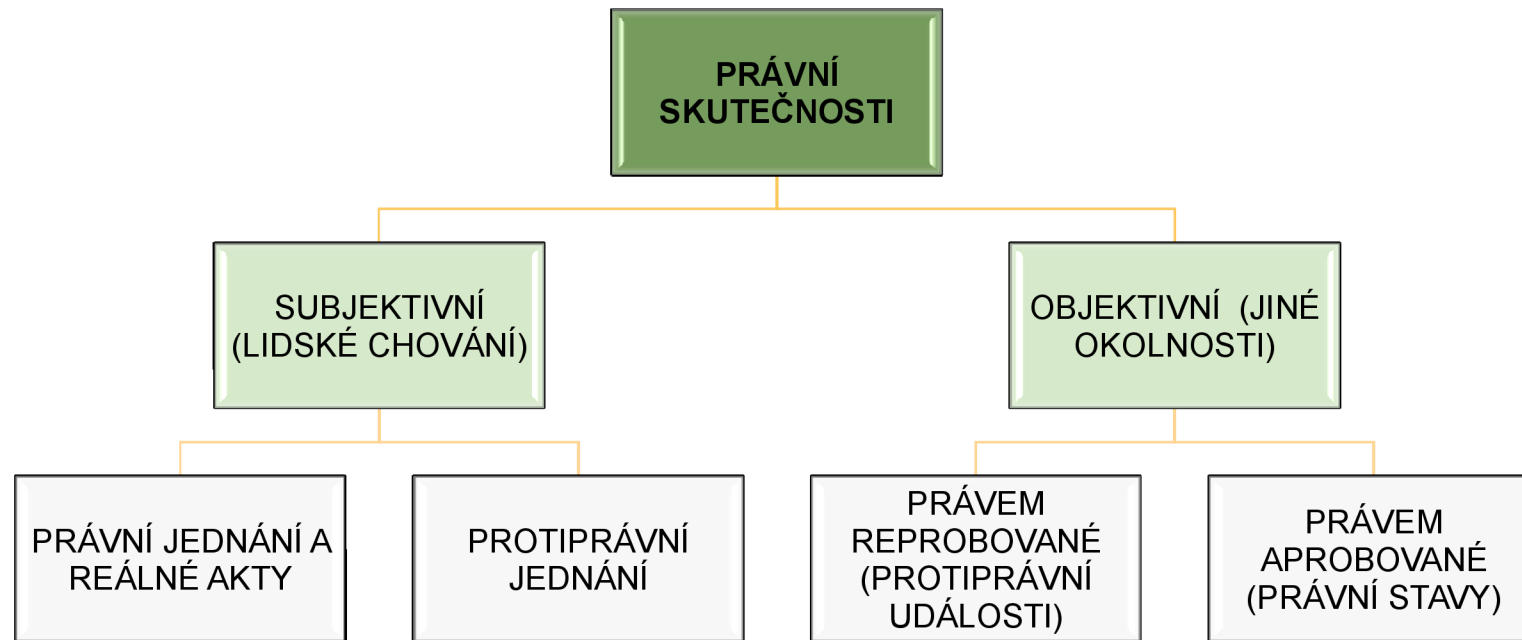 PRÁVNÍ
SKUTEČNOSTI
SUBJEKTIVNÍ
(LIDSKÉ CHOVÁNÍ)
OBJEKTIVNÍ (JINÉ
OKOLNOSTI)
PRÁVNÍ JEDNÁNÍ A
REÁLNÉ AKTY
PROTIPRÁVNÍ
JEDNÁNÍ
PRÁVEM
REPROBOVANÉ
(PROTIPRÁVNÍ
UDÁLOSTI)
PRÁVEM
APROBOVANÉ
(PRÁVNÍ STAVY)